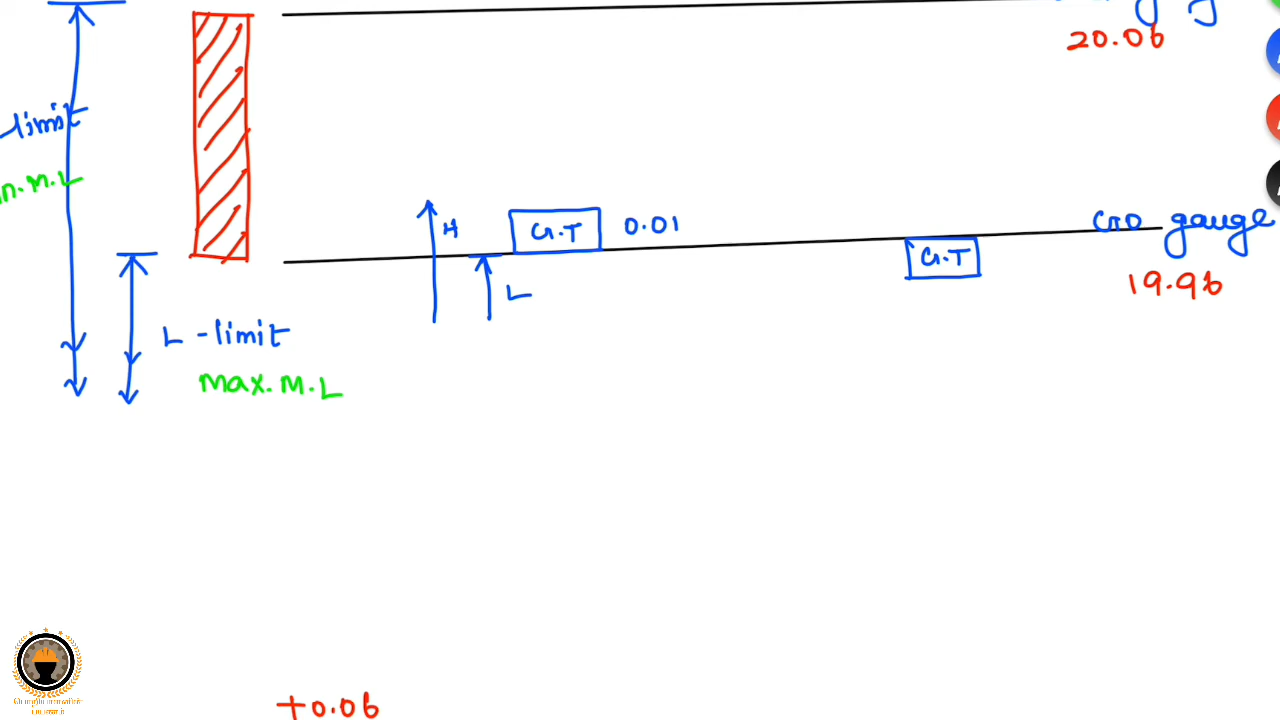 20.06
limit
n.M.L
H
G.T 0.01
GO gauge
G.T
19.96
L
L - limit
max.M.L
+0.06